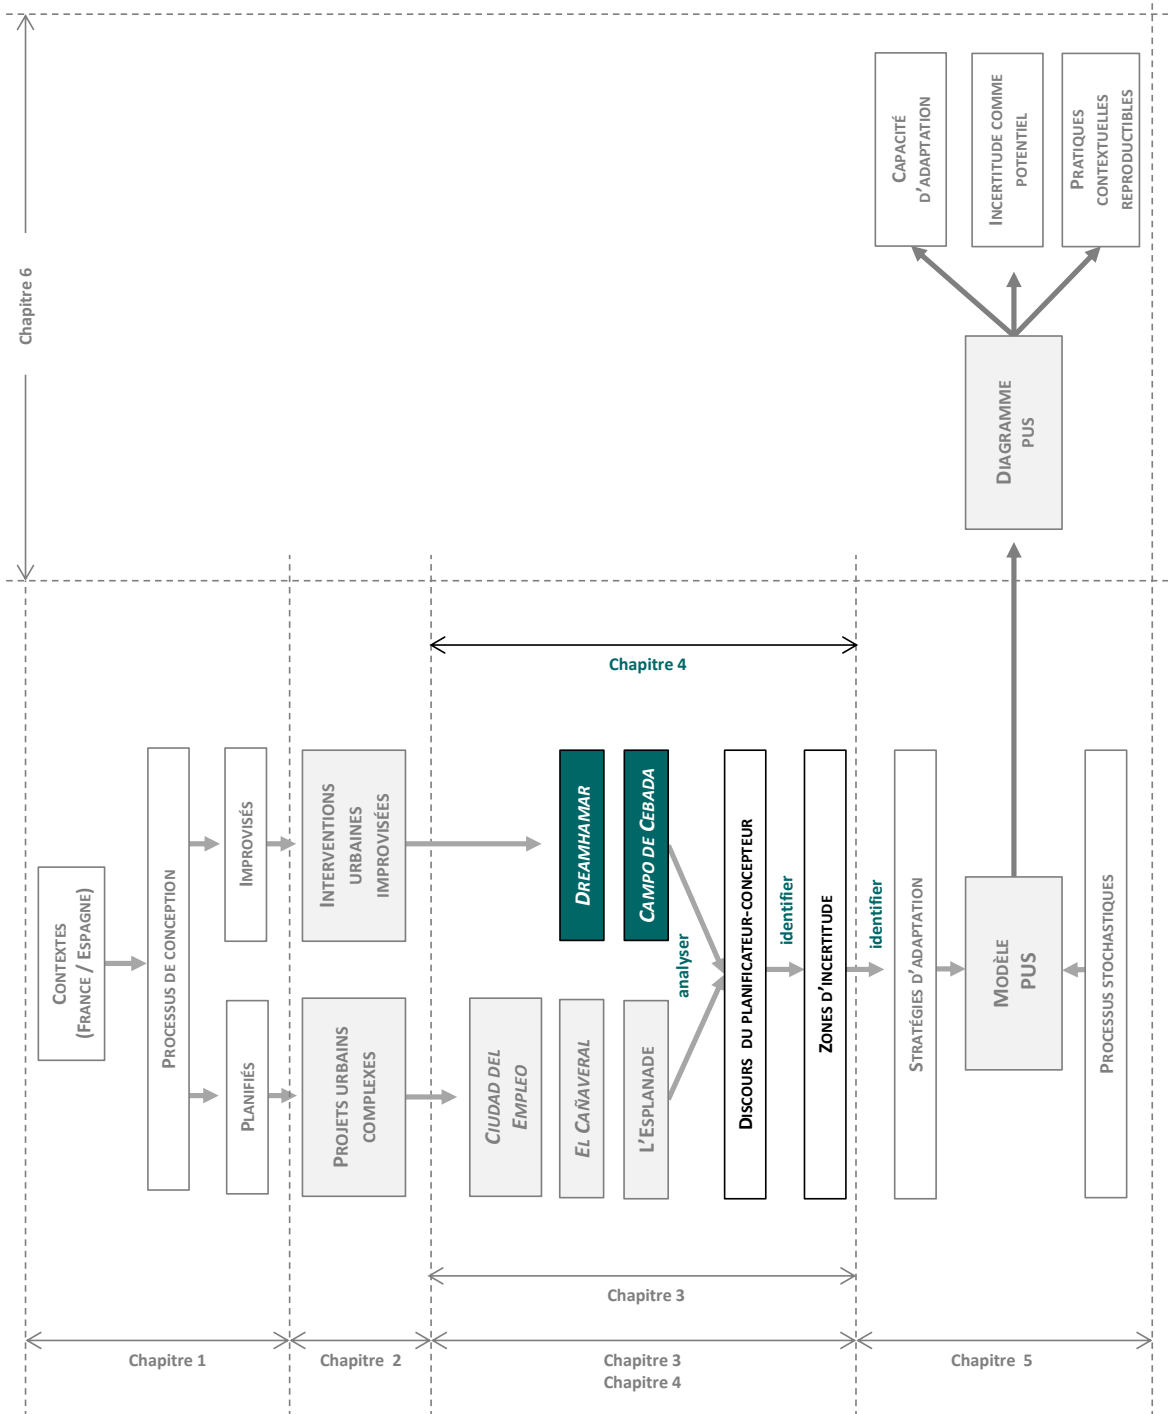 Chapitre 6
CAPACITÉ
D'ADAPTATION
INCERTITUDE COMME
POTENTIEL
PRATIQUES
CONTEXTUELLES
REPRODUCTIBLES
DIAGRAMME
PUS
Chapitre 4
CONTEXTES
(FRANCE / ESPAGNE)
PROCESSUS DE CONCEPTION
IMPROVISÉS
PLANIFIÉS
INTERVENTIONS
URBAINES
IMPROVISÉES
PROJETS URBAINS
COMPLEXES
DREAMHAMAR
CAMPO DE CEBADA
CIUDAD DEL
EMPLEO
EL CAÑAVERAL
L'ESPLANADE
analyser
DISCOURS DU PLANIFICATEUR-CONCEPTEUR
identifier
ZONES D'INCERTITUDE
identifier
STRATÉGIES D'ADAPTATION
MODÈLE
PUS
PROCESSUS STOCHASTIQUES
Chapitre 3
Chapitre 1
Chapitre 2
Chapitre 3
Chapitre 4
Chapitre 5